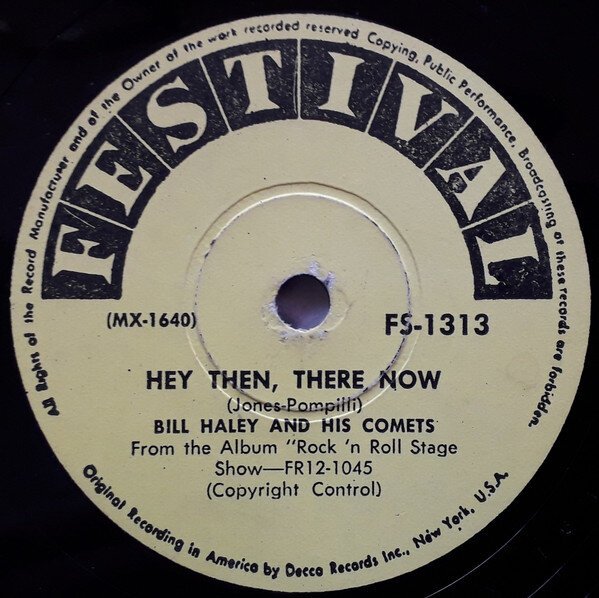 All Rights of the Record Manufacturer and of the Owner of the work recorded reserved Copying, Public Performance, Broadcasting of these records are forbidden.
FESTIVAL
(MX-1640)
FS-1313
HEY THEN, THERE NOW
(Jones-Pompilli)
BILL HALEY AND HIS COMETS
From the Album "Rock 'n Roll Stage
Show—FR12-1045
(Copyright Control)
Original Recording in America by Decca Records Inc., New York, U.S.A.